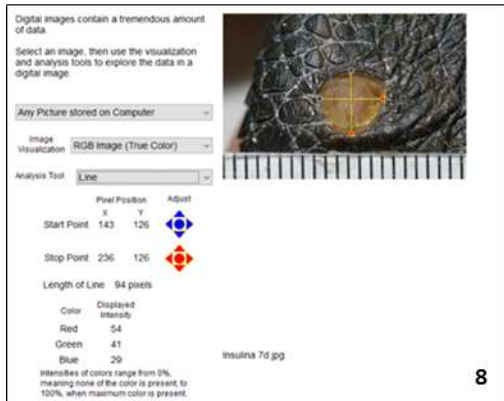 Digital images contain a tremendous amount
of data.
Select an image, then use the visualization
and analysis tools to explore the data in a
digital image.
Any Picture stored on Computer
Image
Visualization RGB Image (True Color)
Analysis Tool Line
Pixel Position Adjust
X Y
Start Point 143 126
Stop Point 236 126
Length of Line 94 pixels
Color Displayed
Intensity
Red 54
Green 41
Blue 29
Intensities of colors range from 0%,
meaning none of the color is present, to
100%, when maximum color is present.
Insulina 7d.jpg
8